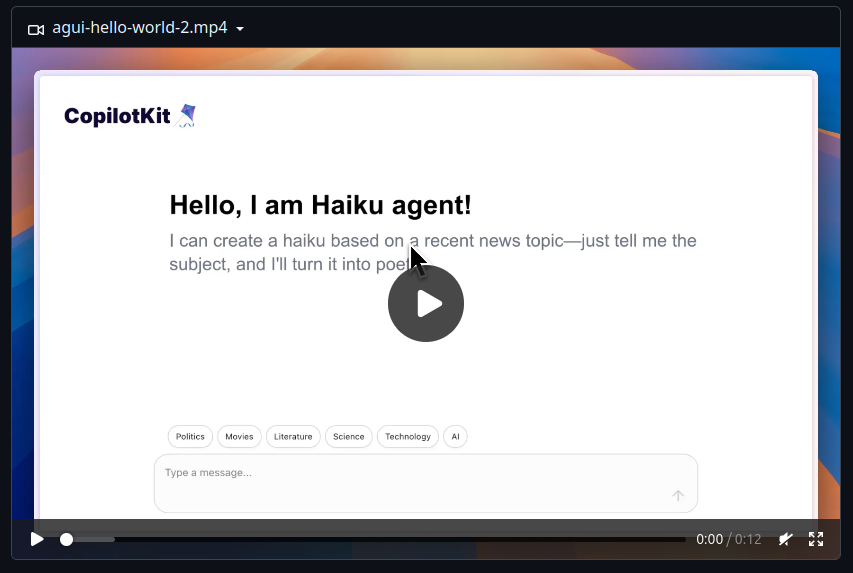 agui-hello-world-2.mp4
CopilotKit
Hello, I am Haiku agent!
I can create a haiku based on a recent news topic—just tell me the
subject, and I'll turn it into
Politics Movies Literature Science Technology AI
Type a message...
0:00 / 0:12